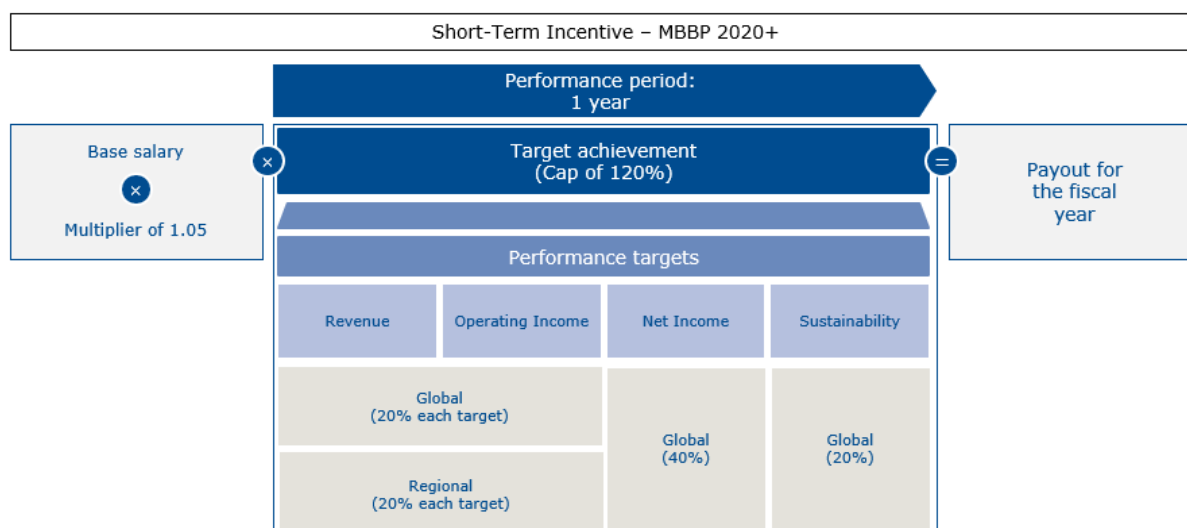 Short-Term Incentive – MBBP 2020+
Performance period:
1 year
Base salary
×
Multiplier of 1.05
×
Target achievement
(Cap of 120%)
=
Payout for
the fiscal
year
Performance targets
Revenue
Operating Income
Net Income
Sustainability
Global
(20% each target)
Regional
(20% each target)
Global
(40%)
Global
(20%)